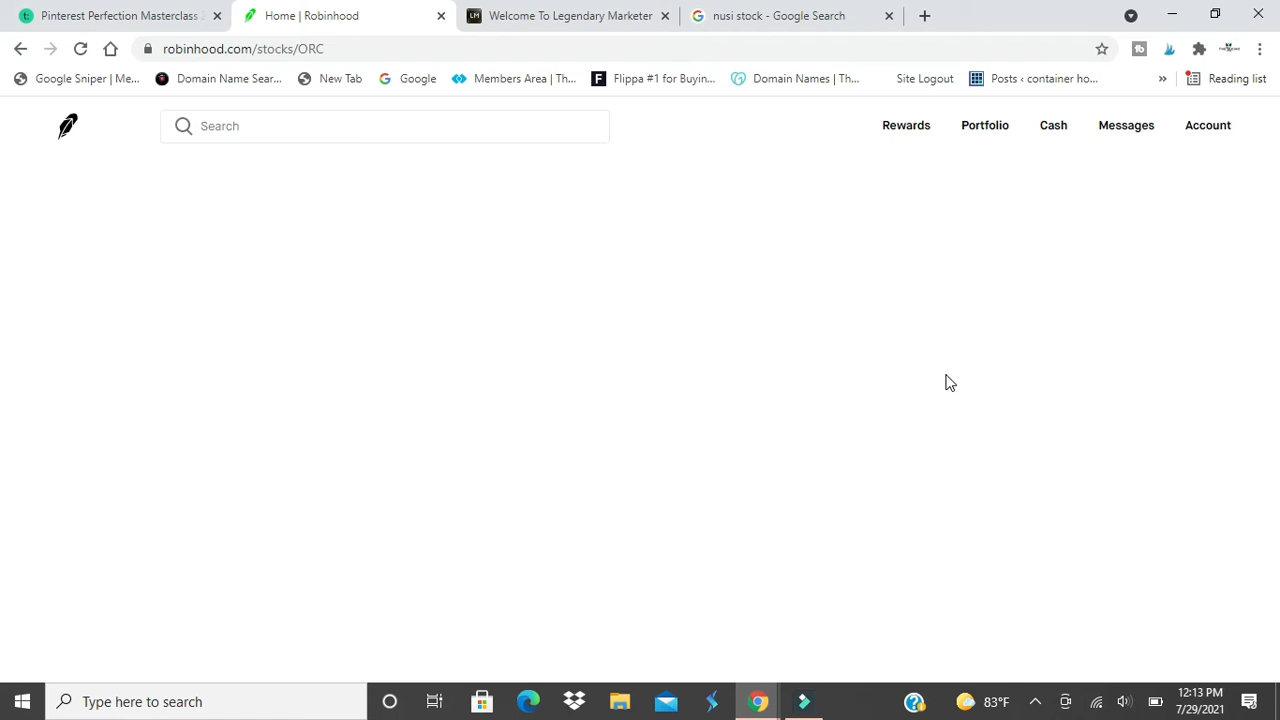 Pinterest Perfection Masterclass
Home | Robinhood
LM Welcome To Legendary Marketer
nusi stock - Google Search
robinhood.com/stocks/ORC
Google Sniper | Me...
Domain Name Sear...
New Tab
Google
Members Area | Th...
Flippa #1 for Buyin...
Domain Names | Th...
Site Logout
Posts ‹ container ho...
»
Reading list
Search
Rewards
Portfolio
Cash
Messages
Account
Type here to search
83°F
12:13 PM
7/29/2021